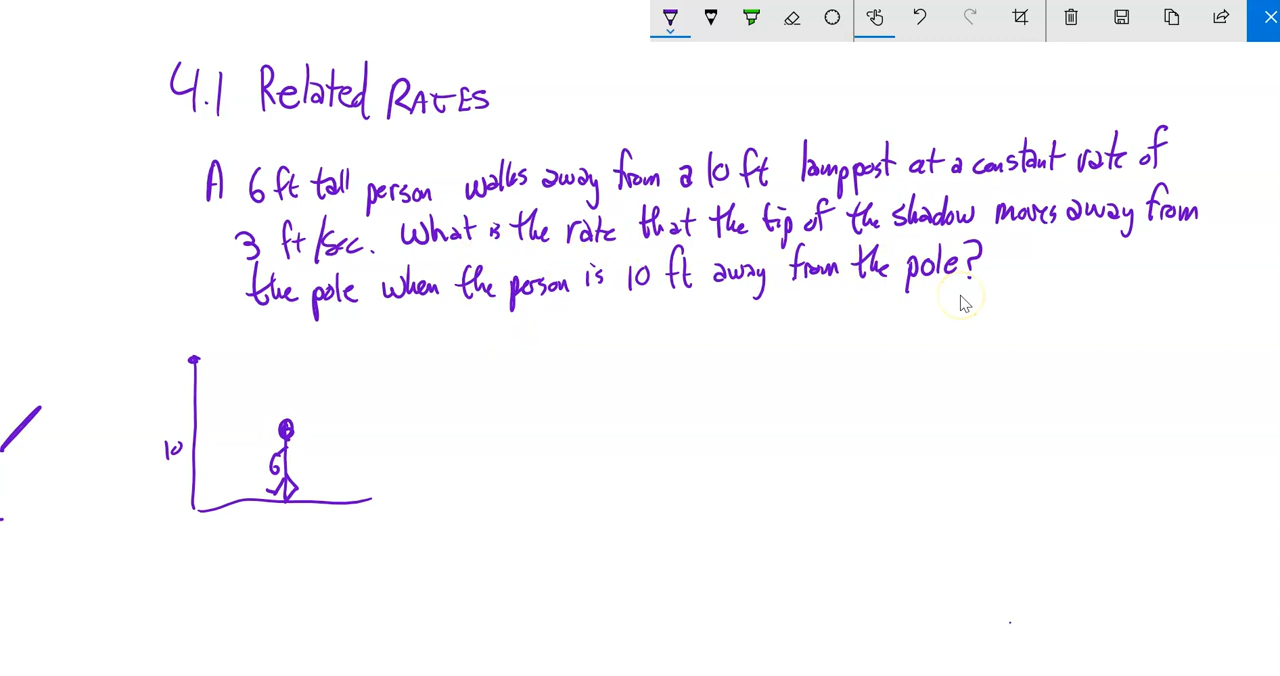 4.1 Related RATES
A 6 ft tall person walks away from a 10 ft lamppost at a constant rate of
3 ft/sec. What is the rate that the tip of the shadow moves away from
the pole when the person is 10 ft away from the pole?
10
6